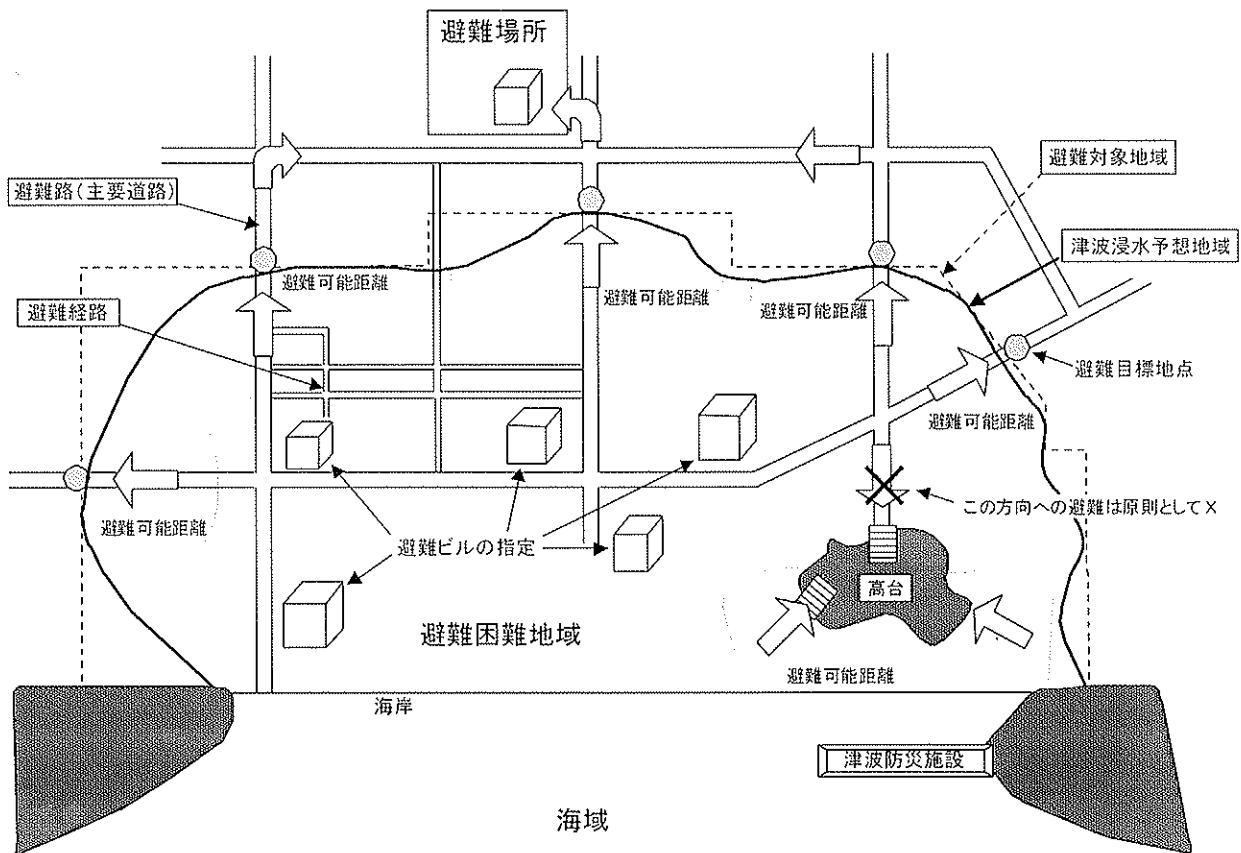 避難場所
避難対象地域
避難路(主要道路)
津波浸水予想地域
避難可能距離
避難可能距離
避難可能距離
避難経路
避難目標地点
避難可能距離
この方向への避難は原則として×
避難可能距離
避難ビルの指定
高台
避難困難地域
避難可能距離
海岸
津波防災施設
海域